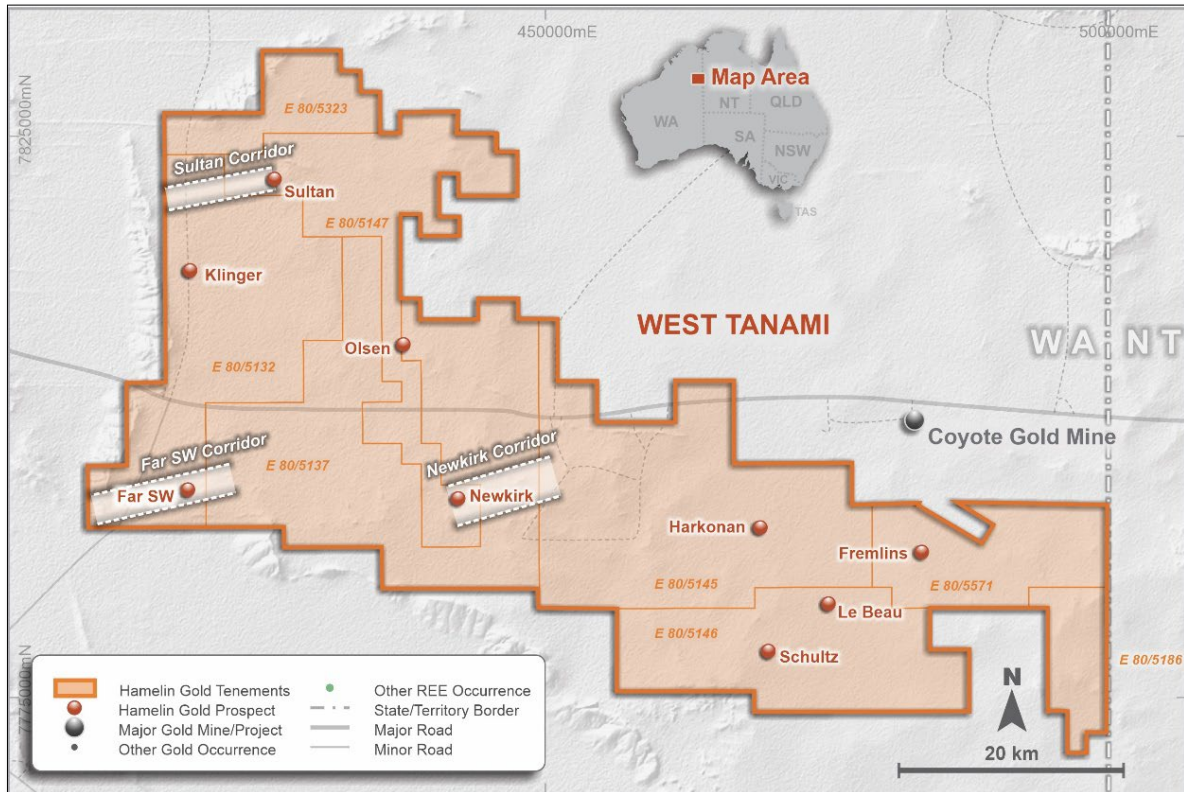 450000mE
500000mE
7825000mN
7775000mN
Map Area
WA
NT
QLD
SA
NSW
VIC
TAS
E 80/5323
Sultan Corridor
Sultan
E 80/5147
Klinger
WEST TANAMI
Olsen
WA NT
E 80/5132
Coyote Gold Mine
Far SW Corridor
Newkirk Corridor
E 80/5137
Far SW
Newkirk
Harkonan
Fremlins
E 80/5145
E 80/5571
Le Beau
E 80/5146
Schultz
E 80/5186
Hamelin Gold Tenements
Hamelin Gold Prospect
Major Gold Mine/Project
Other Gold Occurrence
Other REE Occurrence
State/Territory Border
Major Road
Minor Road
N
20 km